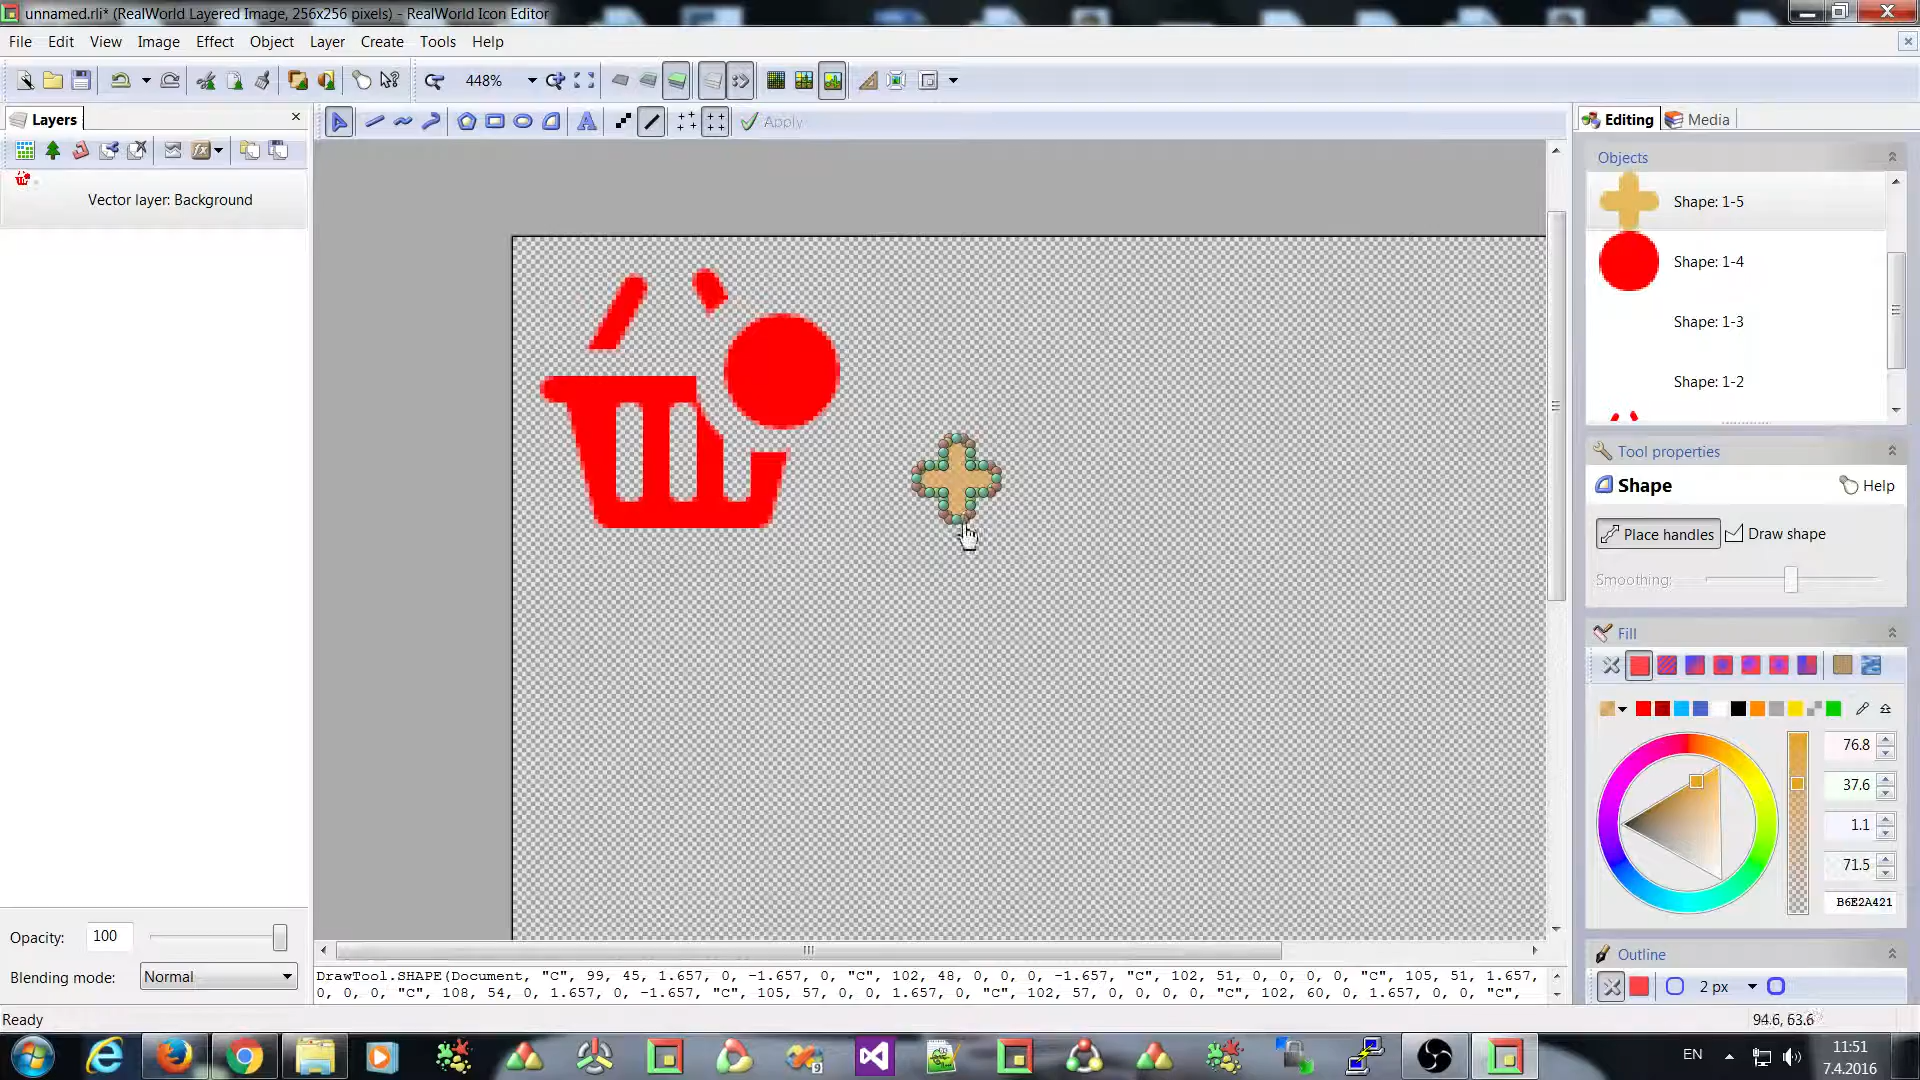 unnamed.rli* (RealWorld Layered Image, 256x256 pixels) - RealWorld Icon Editor
File Edit View Image Effect Object Layer Create Tools Help
448%
Layers
Apply
Editing Media
Vector layer: Background
Objects
Shape: 1-5
Shape: 1-4
Shape: 1-3
Shape: 1-2
Tool properties
Shape Help
Place handles Draw shape
Smoothing:
Fill
76.8
37.6
1.1
71.5
B6E2A421
Outline
2 px
Opacity: 100
Blending mode: Normal
DrawTool.SHAPE(Document, "C", 99, 45, 1.657, 0, -1.657, 0, "C", 102, 48, 0, 0, 0, -1.657, "C", 102, 51, 0, 0, 0, 0, "C", 105, 51, 1.657,
0, 0, 0, "C", 108, 54, 0, 1.657, 0, -1.657, "C", 105, 57, 0, 0, 1.657, 0, "C", 102, 57, 0, 0, 0, 0, "C", 102, 60, 0, 1.657, 0, 0, "C",
Ready
94.6, 63.6
EN
11:51
7.4.2016